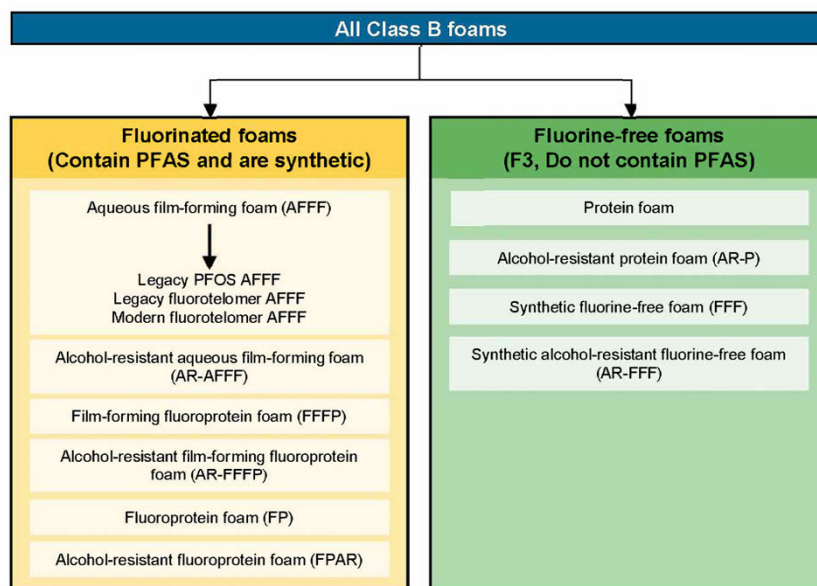 All Class B foams
Fluorinated foams
(Contain PFAS and are synthetic)
Aqueous film-forming foam (AFFF)
Legacy PFOS AFFF
Legacy fluorotelomer AFFF
Modern fluorotelomer AFFF
Alcohol-resistant aqueous film-forming foam
(AR-AFFF)
Film-forming fluoroprotein foam (FFFP)
Alcohol-resistant film-forming fluoroprotein
foam (AR-FFFP)
Fluoroprotein foam (FP)
Alcohol-resistant fluoroprotein foam (FPAR)
Fluorine-free foams
(F3, Do not contain PFAS)
Protein foam
Alcohol-resistant protein foam (AR-P)
Synthetic fluorine-free foam (FFF)
Synthetic alcohol-resistant fluorine-free foam
(AR-FFF)